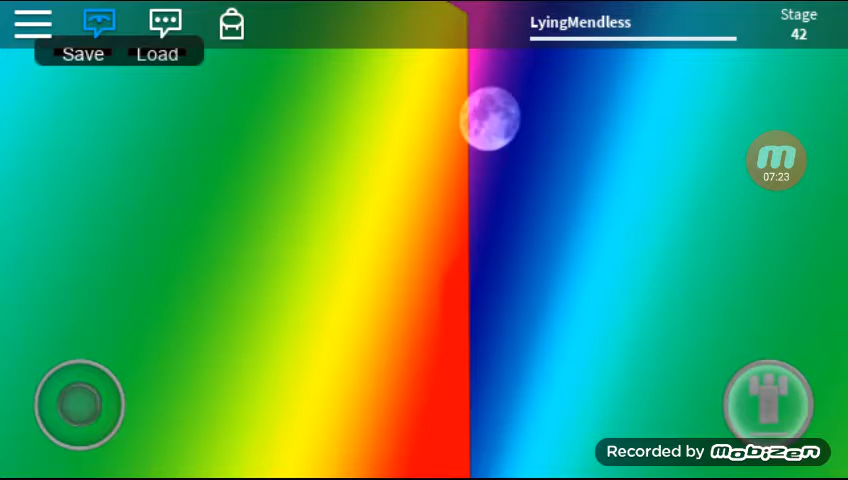 LyingMendless
Stage
42
Save Load
07:23
Recorded by Mobizen